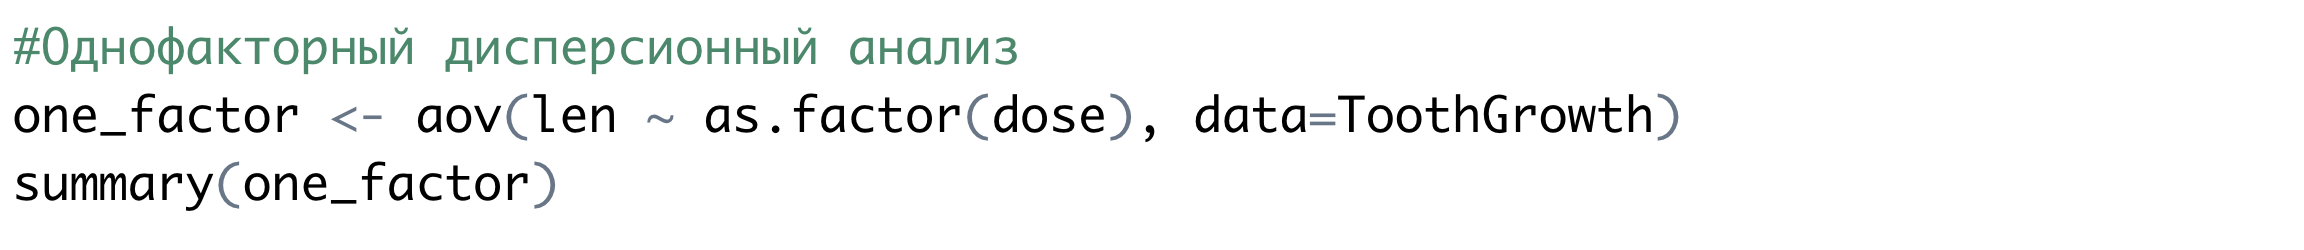 #Однофакторный дисперсионный анализ
one_factor <- aov(len ~ as.factor(dose), data=ToothGrowth)
summary(one_factor)